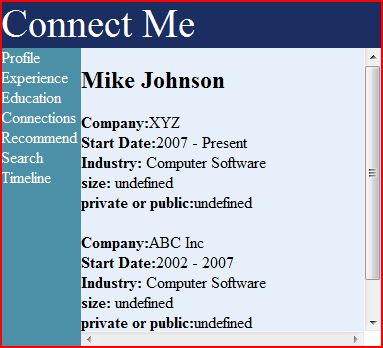 Connect Me
Profile
Experience
Education
Connections
Recommend
Search
Timeline
Mike Johnson
Company:XYZ
Start Date:2007 - Present
Industry: Computer Software
size: undefined
private or public:undefined
Company:ABC Inc
Start Date:2002 - 2007
Industry: Computer Software
size: undefined
private or public:undefined